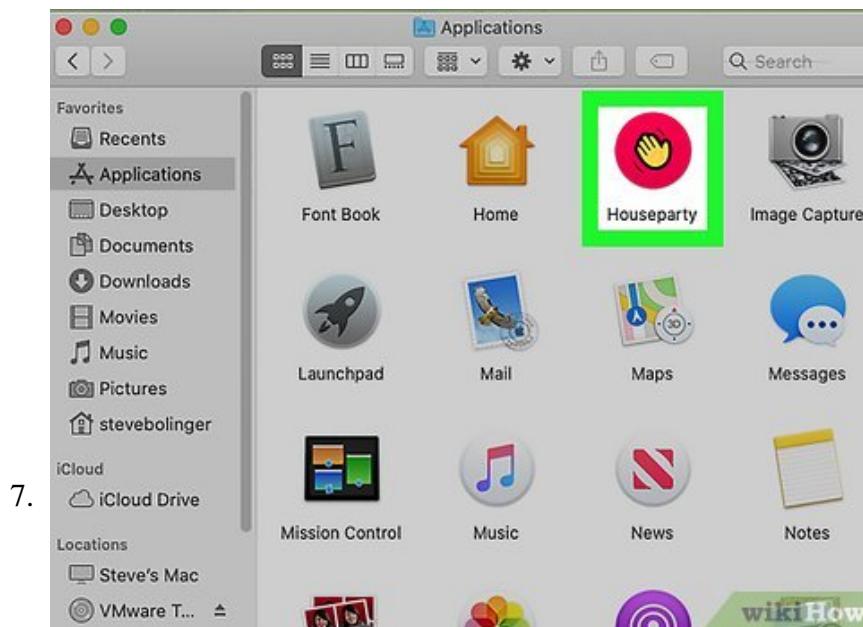 Applications
Search
Favorites
Recents
Applications
Desktop
Documents
Downloads
Movies
Music
Pictures
stevebolinger
iCloud
iCloud Drive
Locations
Steve's Mac
VMware T...
F
Font Book
Home
Houseparty
Image Capture
Launchpad
Mail
3D
Maps
Messages
Mission Control
Music
News
Notes
7.
wikiHow